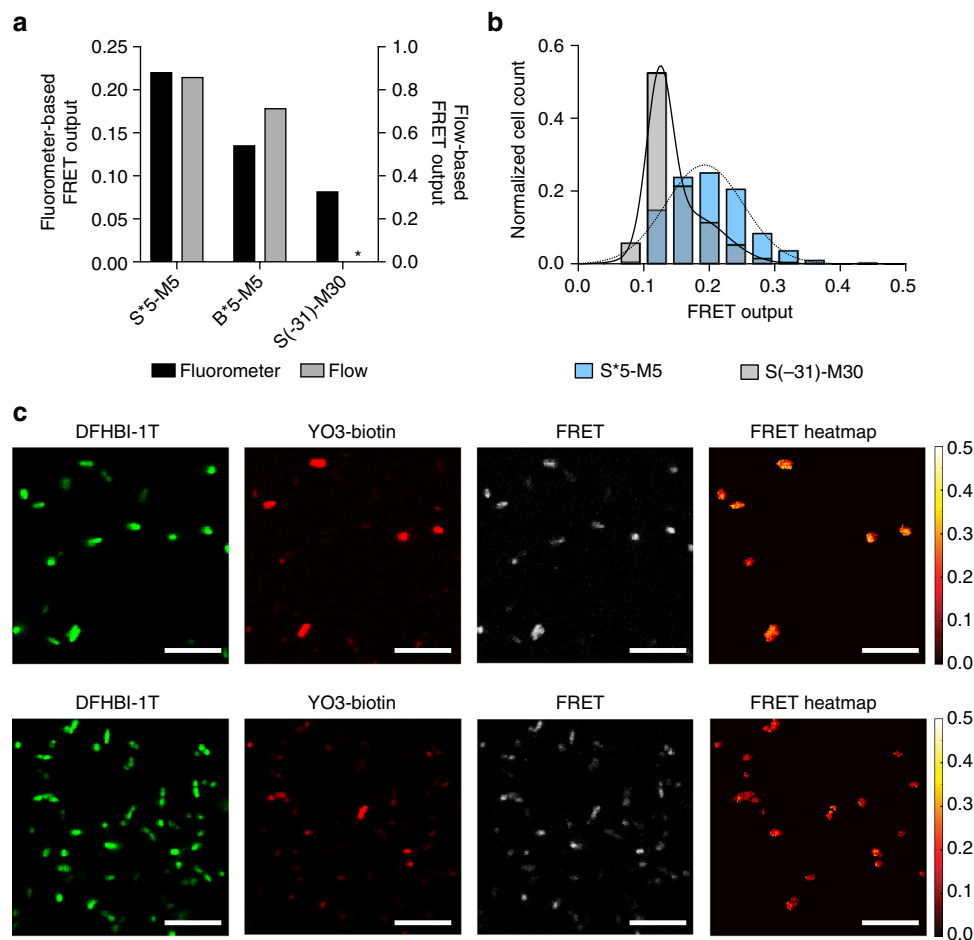 a
Fluorometer-based
FRET output
0.25
0.20
0.15
0.10
0.05
0.00
1.0
0.8
0.6
0.4
0.2
0.0
Flow-based
FRET output
*
S*5-M5
B*5-M5
S(-31)-M30
Fluorometer
Flow
b
Normalized cell count
0.6
0.4
0.2
0.0
0.0 0.1 0.2 0.3 0.4 0.5
FRET output
S*5-M5
S(–31)-M30
c
DFHBI-1T
YO3-biotin
FRET
FRET heatmap
0.5
0.4
0.3
0.2
0.1
0.0
DFHBI-1T
YO3-biotin
FRET
FRET heatmap
0.5
0.4
0.3
0.2
0.1
0.0